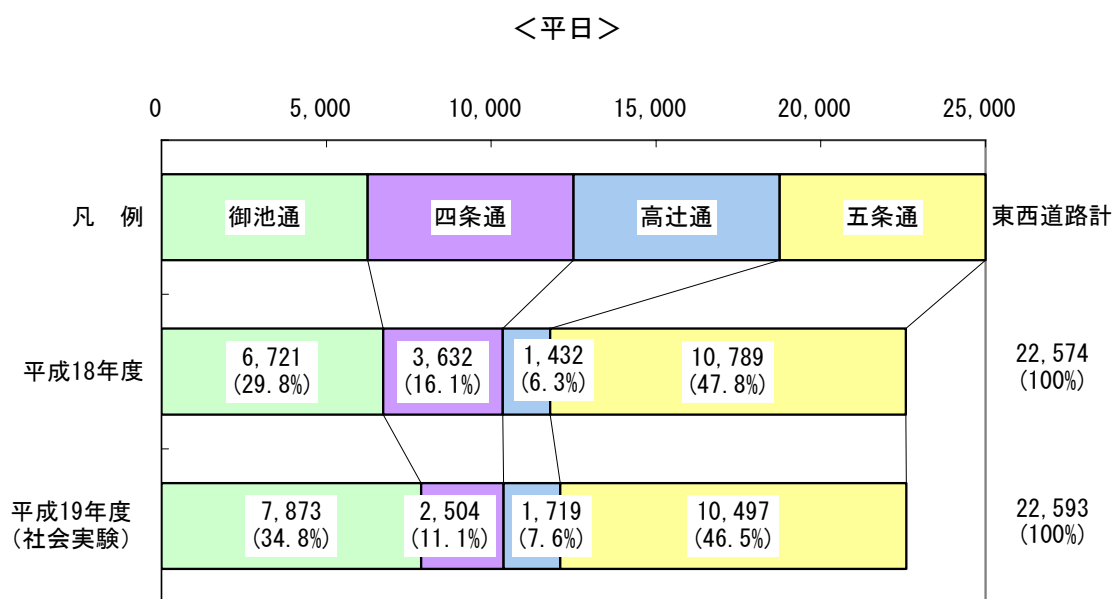 ＜平日＞
0 5,000 10,000 15,000 20,000 25,000
凡 例 御池通 四条通 高辻通 五条通 東西道路計
平成18年度
6,721 3,632 1,432 10,789 22,574
(29.8%) (16.1%) (6.3%) (47.8%) (100%)
平成19年度
（社会実験）
7,873 2,504 1,719 10,497 22,593
(34.8%) (11.1%) (7.6%) (46.5%) (100%)